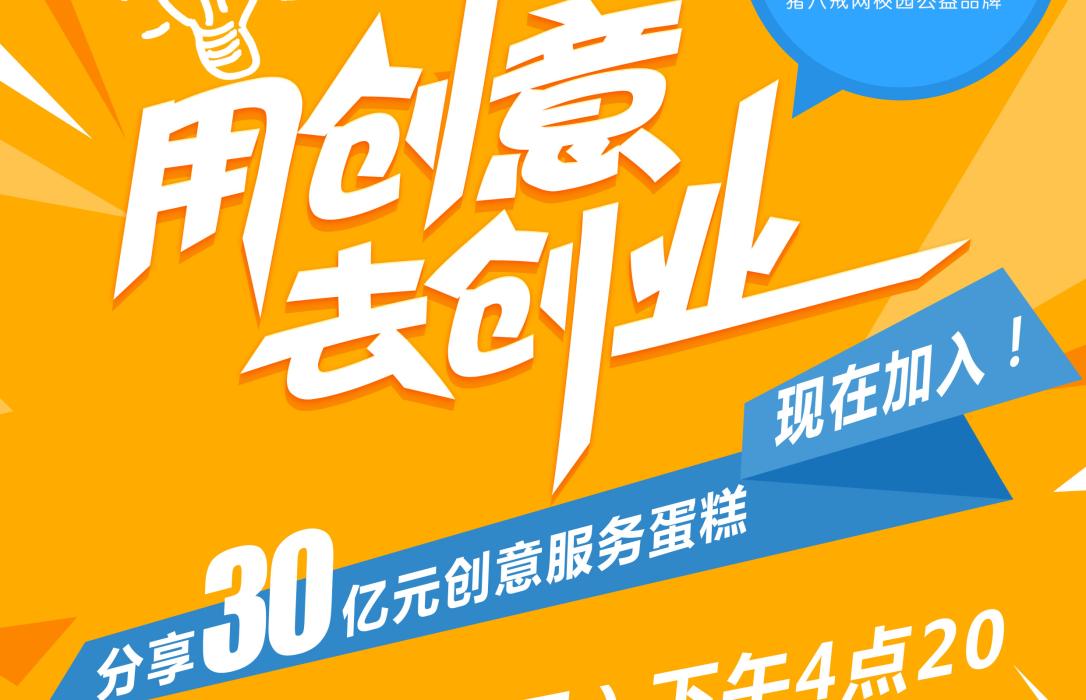 猪八戒网校园公益品牌
用创意
去创业
现在加入！
分享30亿元创意服务蛋糕
）下午4点20